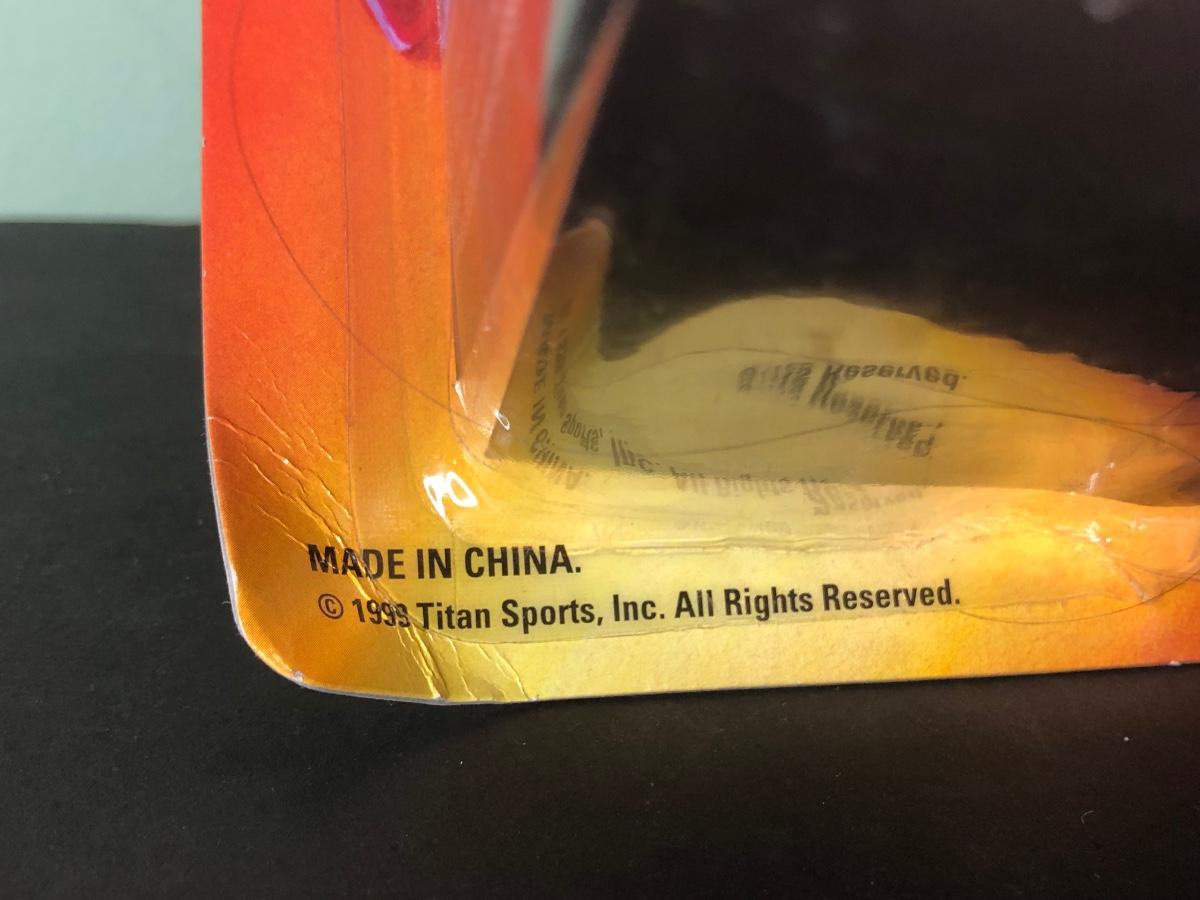 MADE IN CHINA.
© 1999 Titan Sports, Inc. All Rights Reserved.